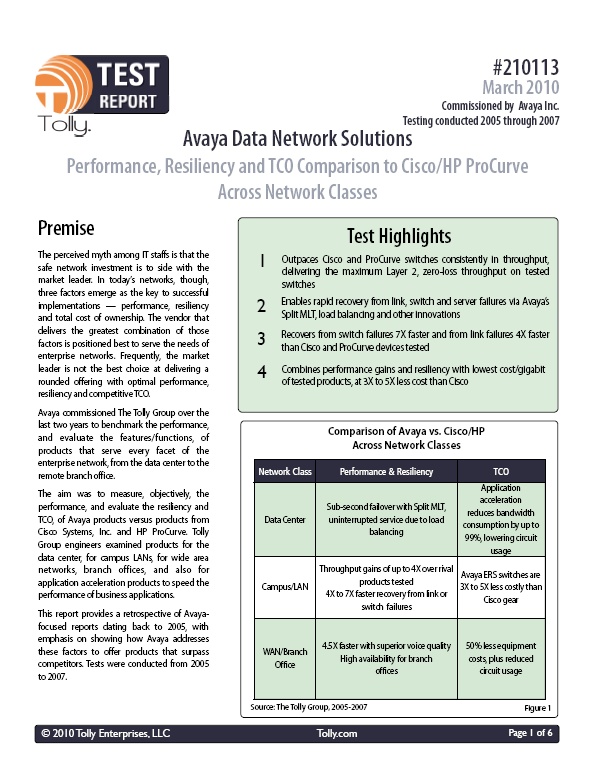 TEST
REPORT
Tolly.
#210113
March 2010
Commissioned by Avaya Inc.
Testing conducted 2005 through 2007
Avaya Data Network Solutions
Performance, Resiliency and TCO Comparison to Cisco/HP ProCurve
Across Network Classes
Premise
The perceived myth among IT staffs is that the
safe network investment is to side with the
market leader. In today's networks, though,
three factors emerge as the key to successful
implementations — performance, resiliency
and total cost of ownership. The vendor that
delivers the greatest combination of those
factors is positioned best to serve the needs of
enterprise networks. Frequently, the market
leader is not the best choice at delivering a
rounded offering with optimal performance,
resiliency and competitive TCO.
Avaya commissioned The Tolly Group over the
last two years to benchmark the performance,
and evaluate the features/functions, of
products that serve every facet of the
enterprise network, from the data center to the
remote branch office.
The aim was to measure, objectively, the
performance, and evaluate the resiliency and
TCO, of Avaya products versus products from
Cisco Systems, Inc. and HP ProCurve. Tolly
Group engineers examined products for the
data center, for campus LANs, for wide area
networks, branch offices, and also for
application acceleration products to speed the
performance of business applications.
This report provides a retrospective of Avaya-
focused reports dating back to 2005, with
emphasis on showing how Avaya addresses
these factors to offer products that surpass
competitors. Tests were conducted from 2005
to 2007.
Test Highlights
1 Outpaces Cisco and ProCurve switches consistently in throughput,
delivering the maximum Layer 2, zero-loss throughput on tested
switches
2 Enables rapid recovery from link, switch and server failures via Avaya's
Split MLT, load balancing and other innovations
3 Recovers from switch failures 7X faster and from link failures 4X faster
than Cisco and ProCurve devices tested
4 Combines performance gains and resiliency with lowest cost/gigabit
of tested products, at 3X to 5X less cost than Cisco
Comparison of Avaya vs. Cisco/HP
Across Network Classes
Network Class Performance & Resiliency TCO
Data Center
Sub-second failover with Split MLT,
uninterrupted service due to load
balancing
Application
acceleration
reduces bandwidth
consumption by up to
99%, lowering circuit
usage
Campus/LAN
Throughput gains of up to 4X over rival
products tested
4X to 7X faster recovery from link or
switch failures
Avaya ERS switches are
3X to 5X less costly than
Cisco gear
WAN/Branch
Office
4.5X faster with superior voice quality
High availability for branch
offices
50% less equipment
costs, plus reduced
circuit usage
Source: The Tolly Group, 2005-2007
Figure 1
© 2010 Tolly Enterprises, LLC Tolly.com Page 1 of 6